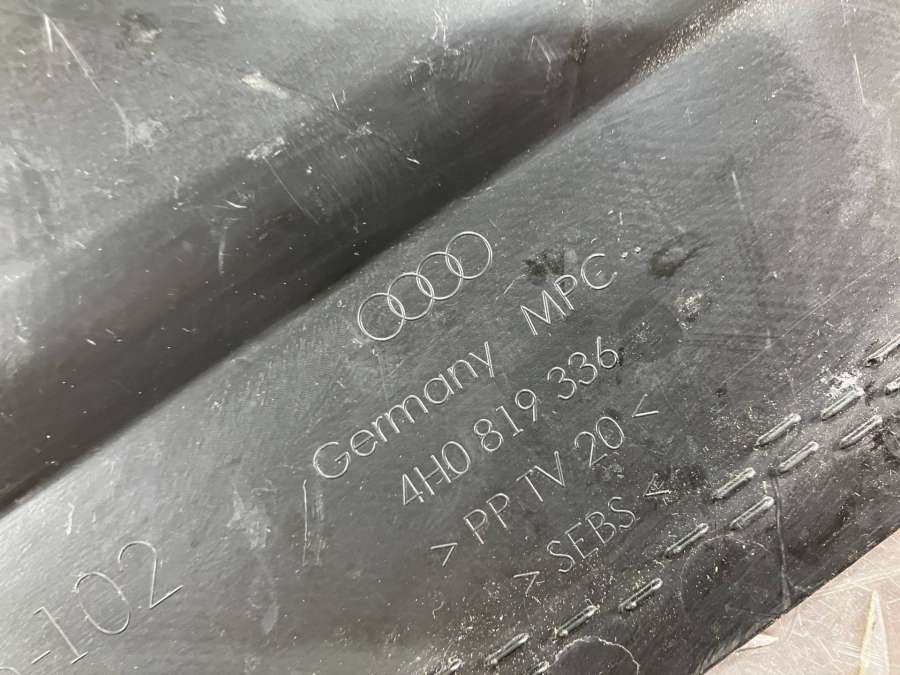 Germany MPC
4H0 819 336
> PP TV 20 <
> SEBS <
-102